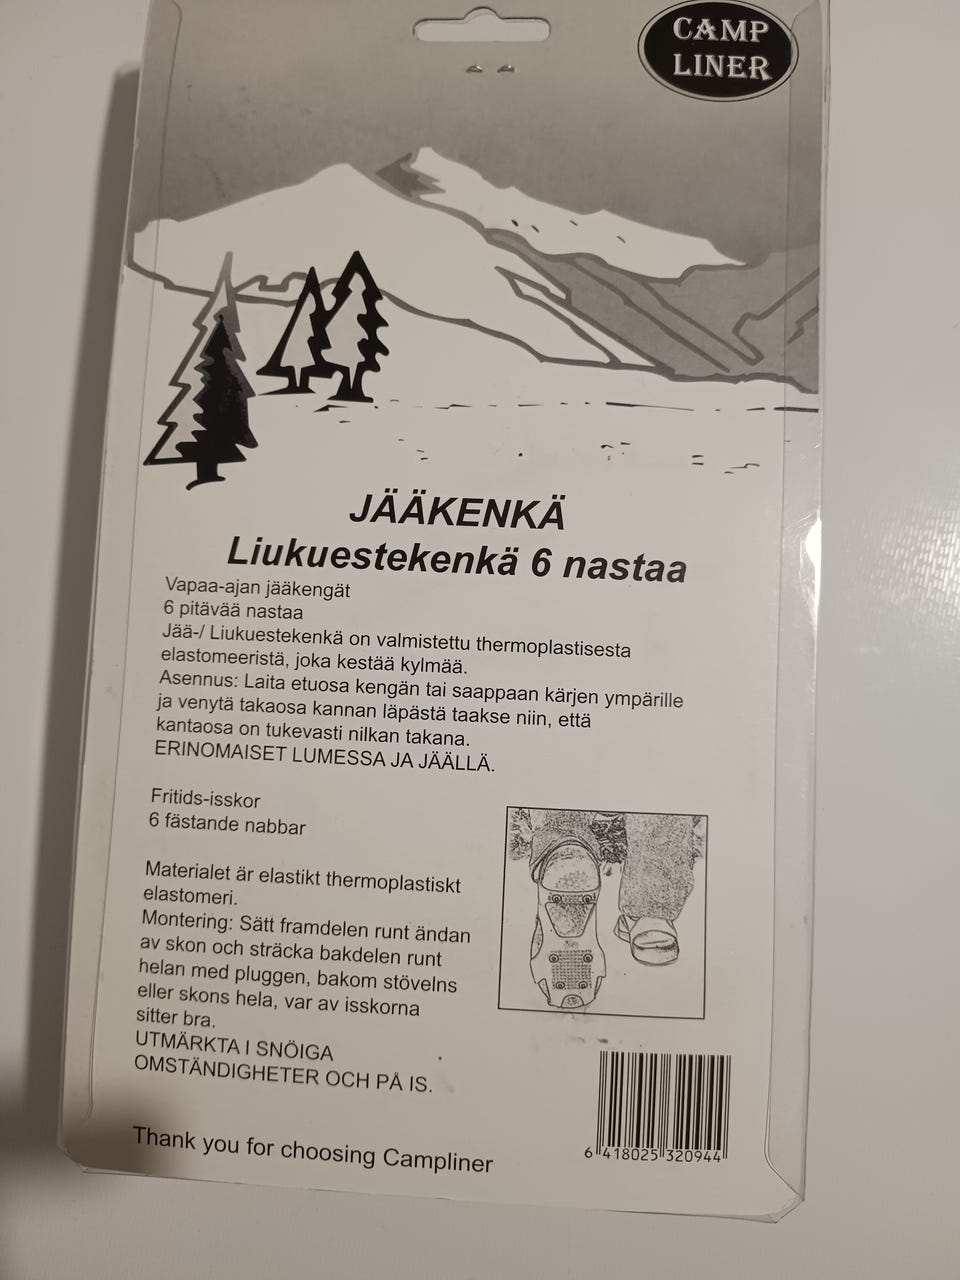 CAMP
LINER
JÄÄKENKÄ
Liukuestekenkä 6 nastaa
Vapaa-ajan jääkengät
6 pitävää nastaa
Jää-/ Liukuestekenkä on valmistettu thermoplastisesta
elastomeeristä, joka kestää kylmää.
Asennus: Laita etuosa kengän tai saappaan kärjen ympärille
ja venytä takaosa kannan läpästä taakse niin, että
kantaosa on tukevasti nilkan takana.
ERINOMAISET LUMESSA JA JÄÄLLÄ.
Fritids-isskor
6 fästande nabbar
Materialet är elastikt thermoplastiskt
elastomeri.
Montering: Sätt framdelen runt ändan
av skon och sträcka bakdelen runt
helan med pluggen, bakom stövelns
eller skons hela, var av isskorna
sitter bra.
UTMÄRKTA I SNÖIGA
OMSTÄNDIGHETER OCH PÅ IS.
Thank you for choosing Campliner
6 418025 320944